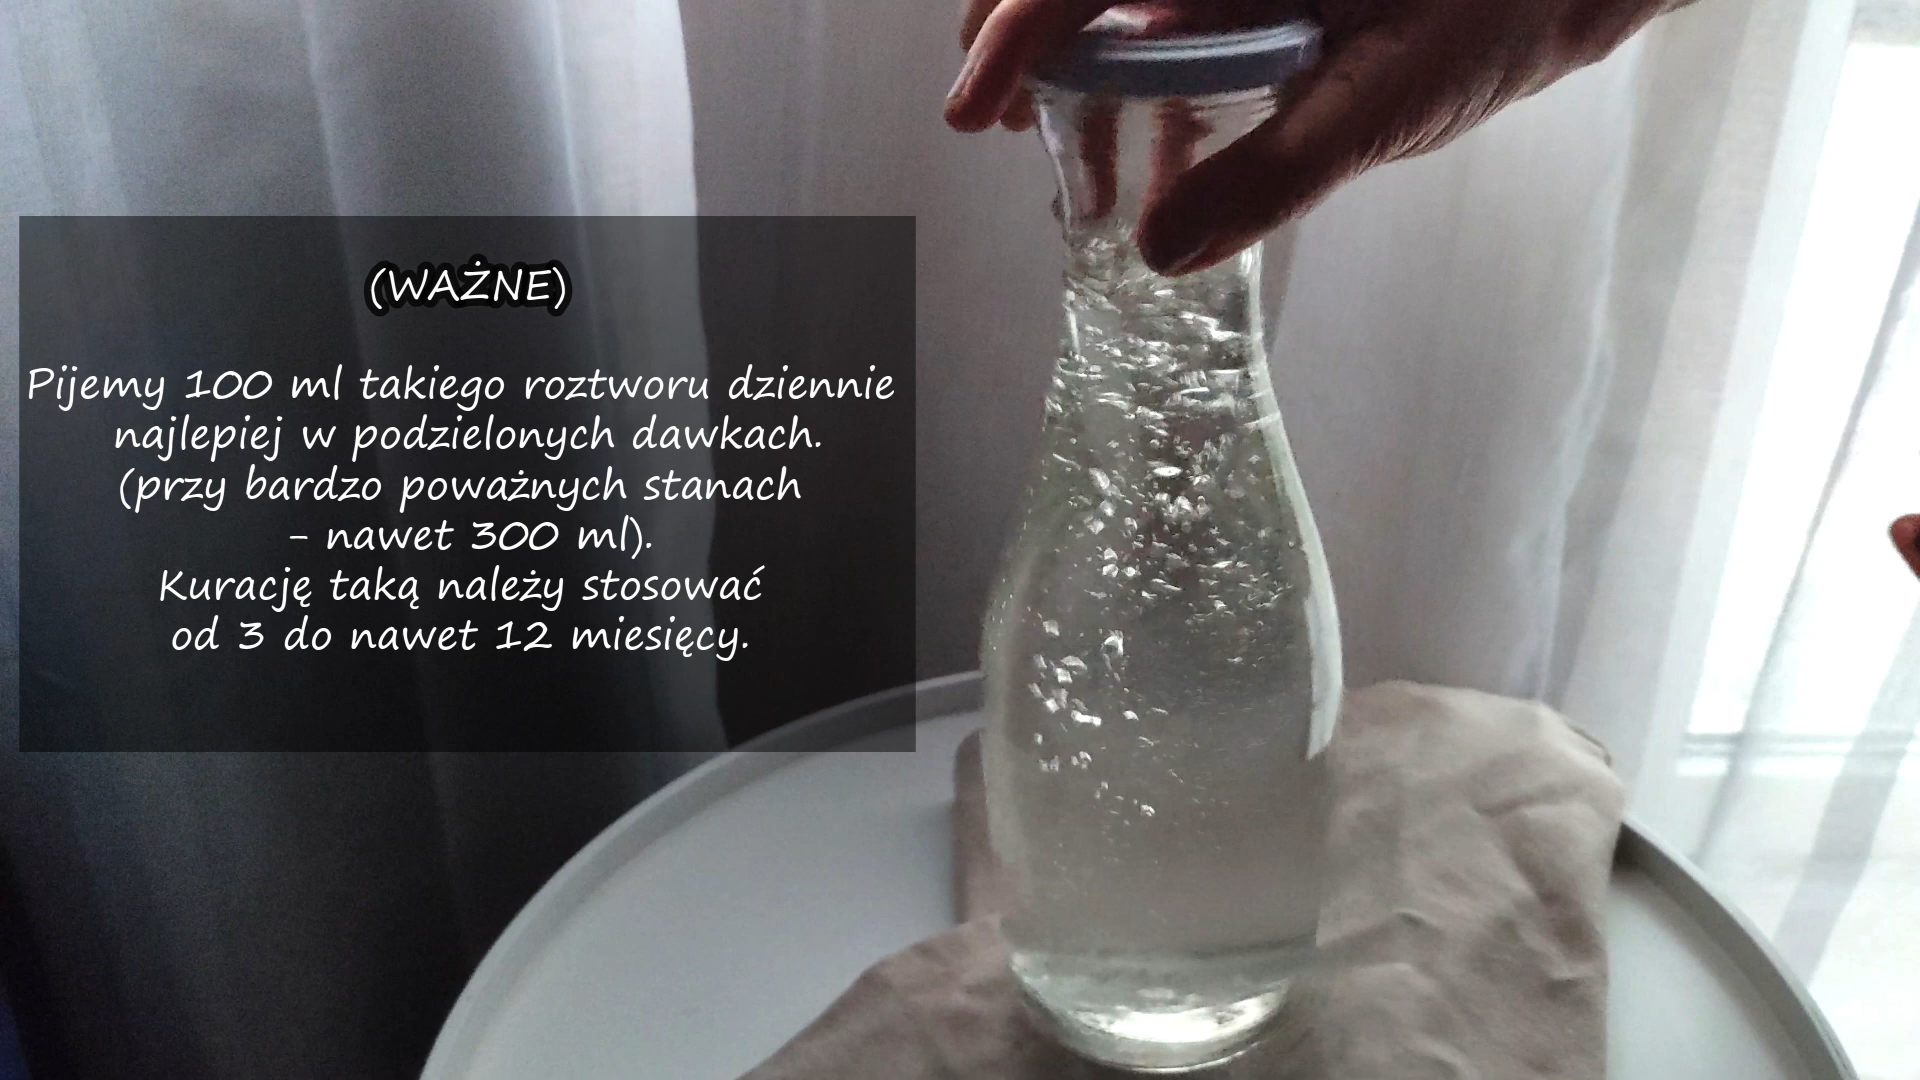 (WAŻNE)
Pijemy 100 ml takiego roztworu dziennie
najlepiej w podzielonych dawkach.
(przy bardzo poważnych stanach
- nawet 300 ml).
Kurację taką należy stosować
od 3 do nawet 12 miesięcy.